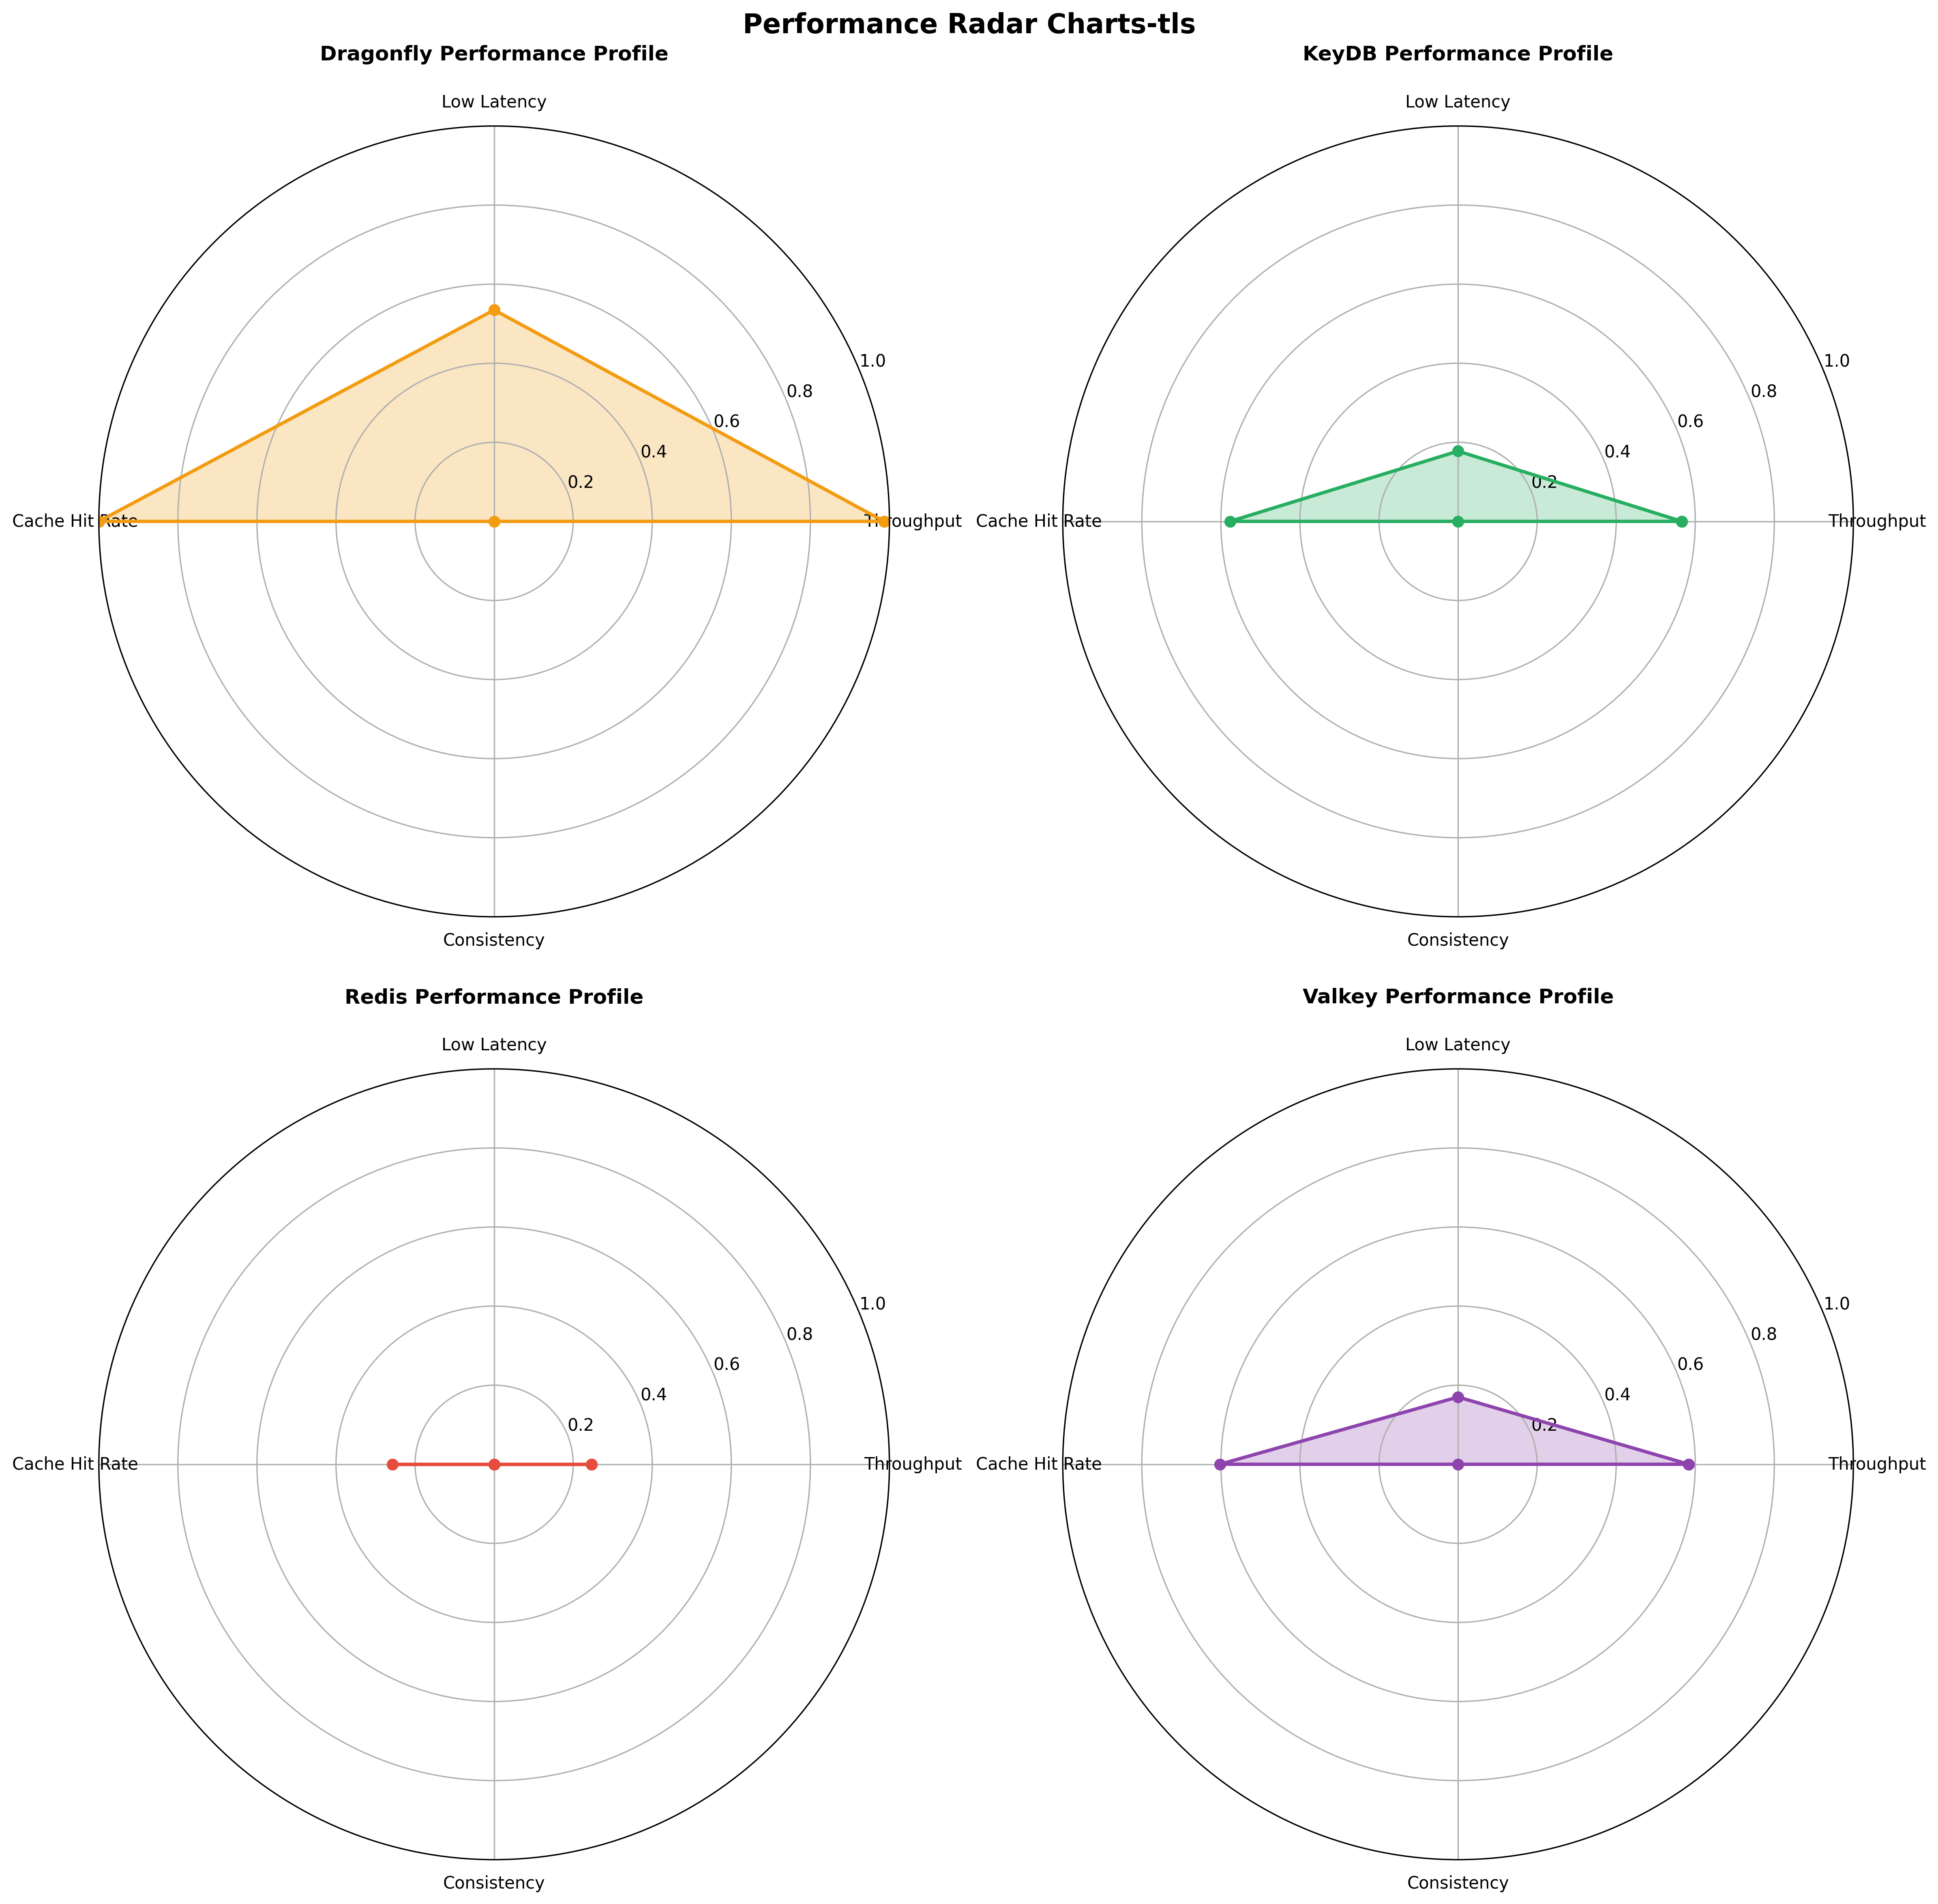 Performance Radar Charts-tls
Dragonfly Performance Profile
Low Latency
1.0
0.8
0.6
0.4
0.2
Cache Hit Rate
Throughput
Consistency
KeyDB Performance Profile
Low Latency
1.0
0.8
0.6
0.4
0.2
Cache Hit Rate
Throughput
Consistency
Redis Performance Profile
Low Latency
1.0
0.8
0.6
0.4
0.2
Cache Hit Rate
Throughput
Consistency
Valkey Performance Profile
Low Latency
1.0
0.8
0.6
0.4
0.2
Cache Hit Rate
Throughput
Consistency